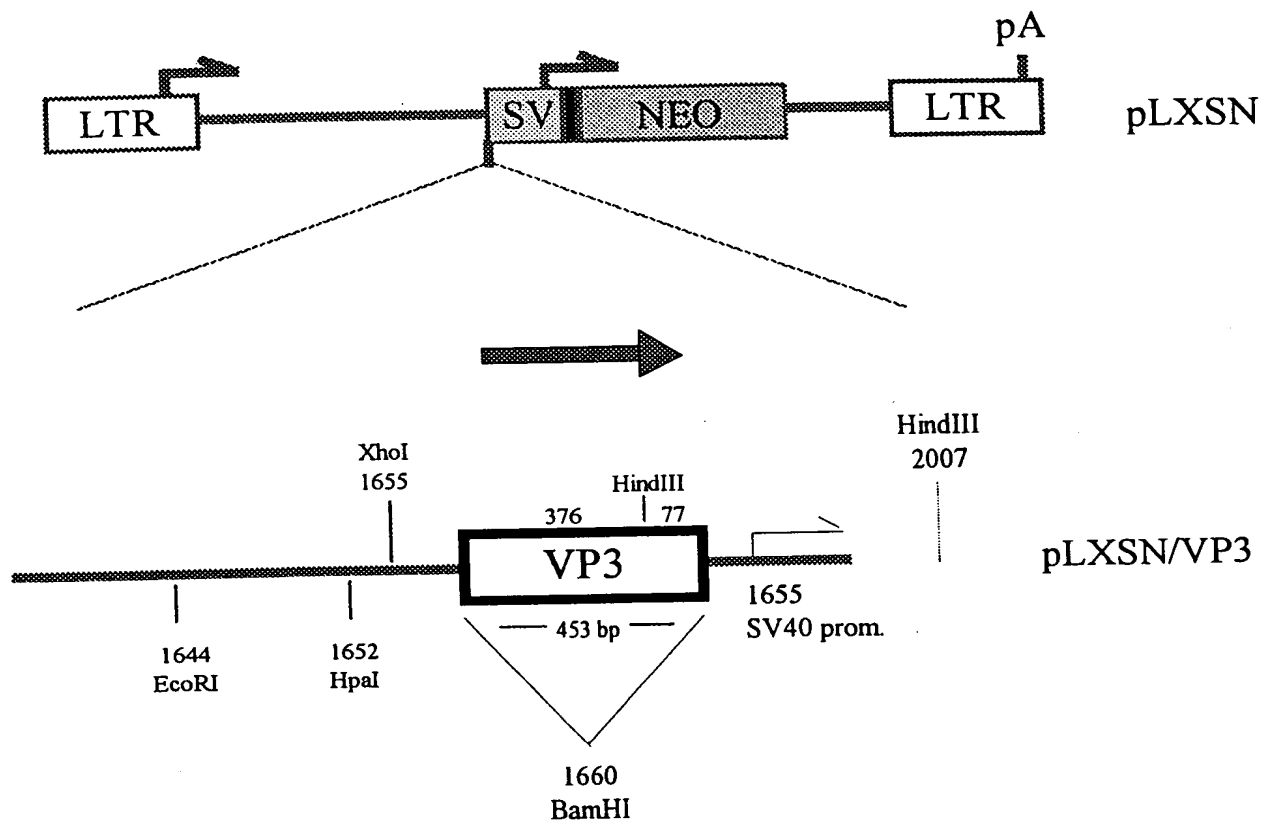 pA
LTR
SV
NEO
LTR
pLXSN
HindIII
2007
XhoI
1655
HindIII
376
77
VP3
pLXSN/VP3
453 bp
1655
SV40 prom.
1644
EcoRI
1652
HpaI
1660
BamHI